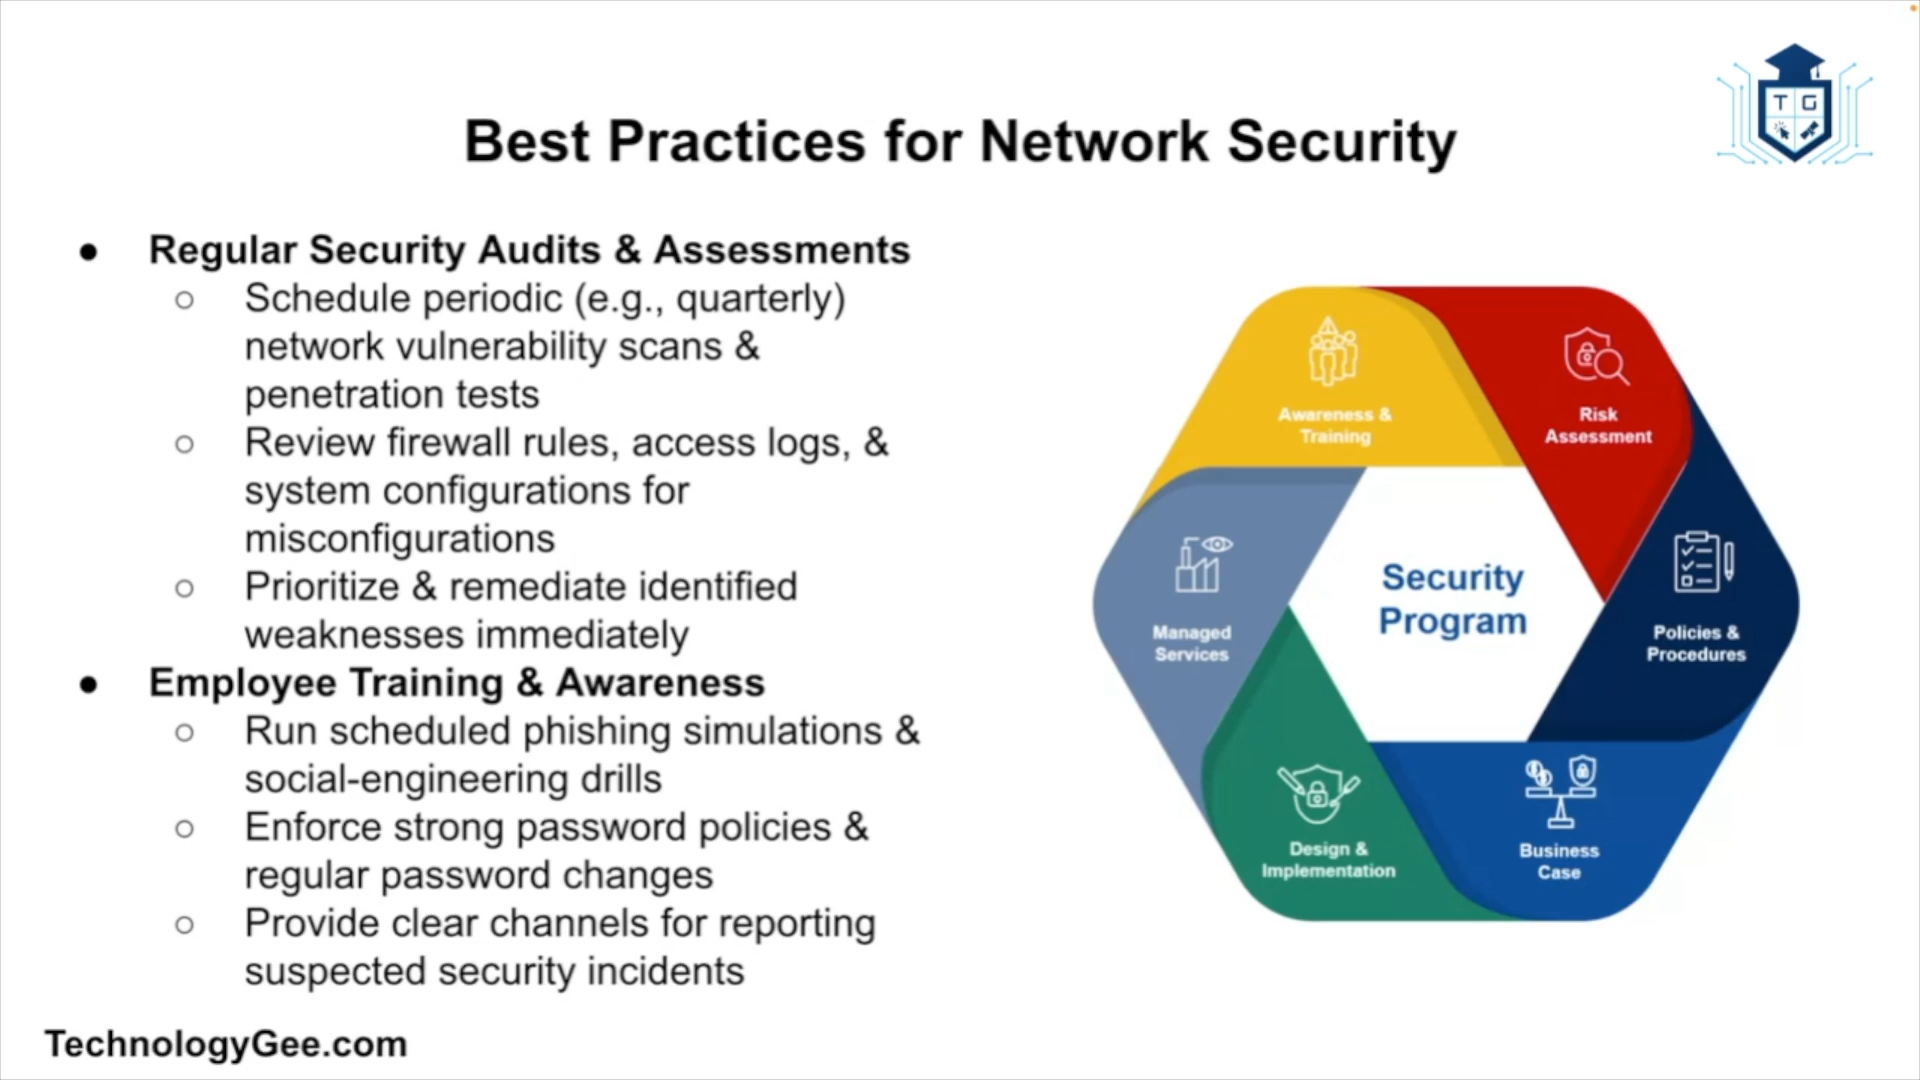 T G
Best Practices for Network Security
● Regular Security Audits & Assessments
○ Schedule periodic (e.g., quarterly)
network vulnerability scans &
penetration tests
○ Review firewall rules, access logs, &
system configurations for
misconfigurations
○ Prioritize & remediate identified
weaknesses immediately
● Employee Training & Awareness
○ Run scheduled phishing simulations &
social-engineering drills
○ Enforce strong password policies &
regular password changes
○ Provide clear channels for reporting
suspected security incidents
Awareness &
Training
Risk
Assessment
Managed
Services
Security
Program
Policies &
Procedures
Design &
Implementation
Business
Case
TechnologyGee.com